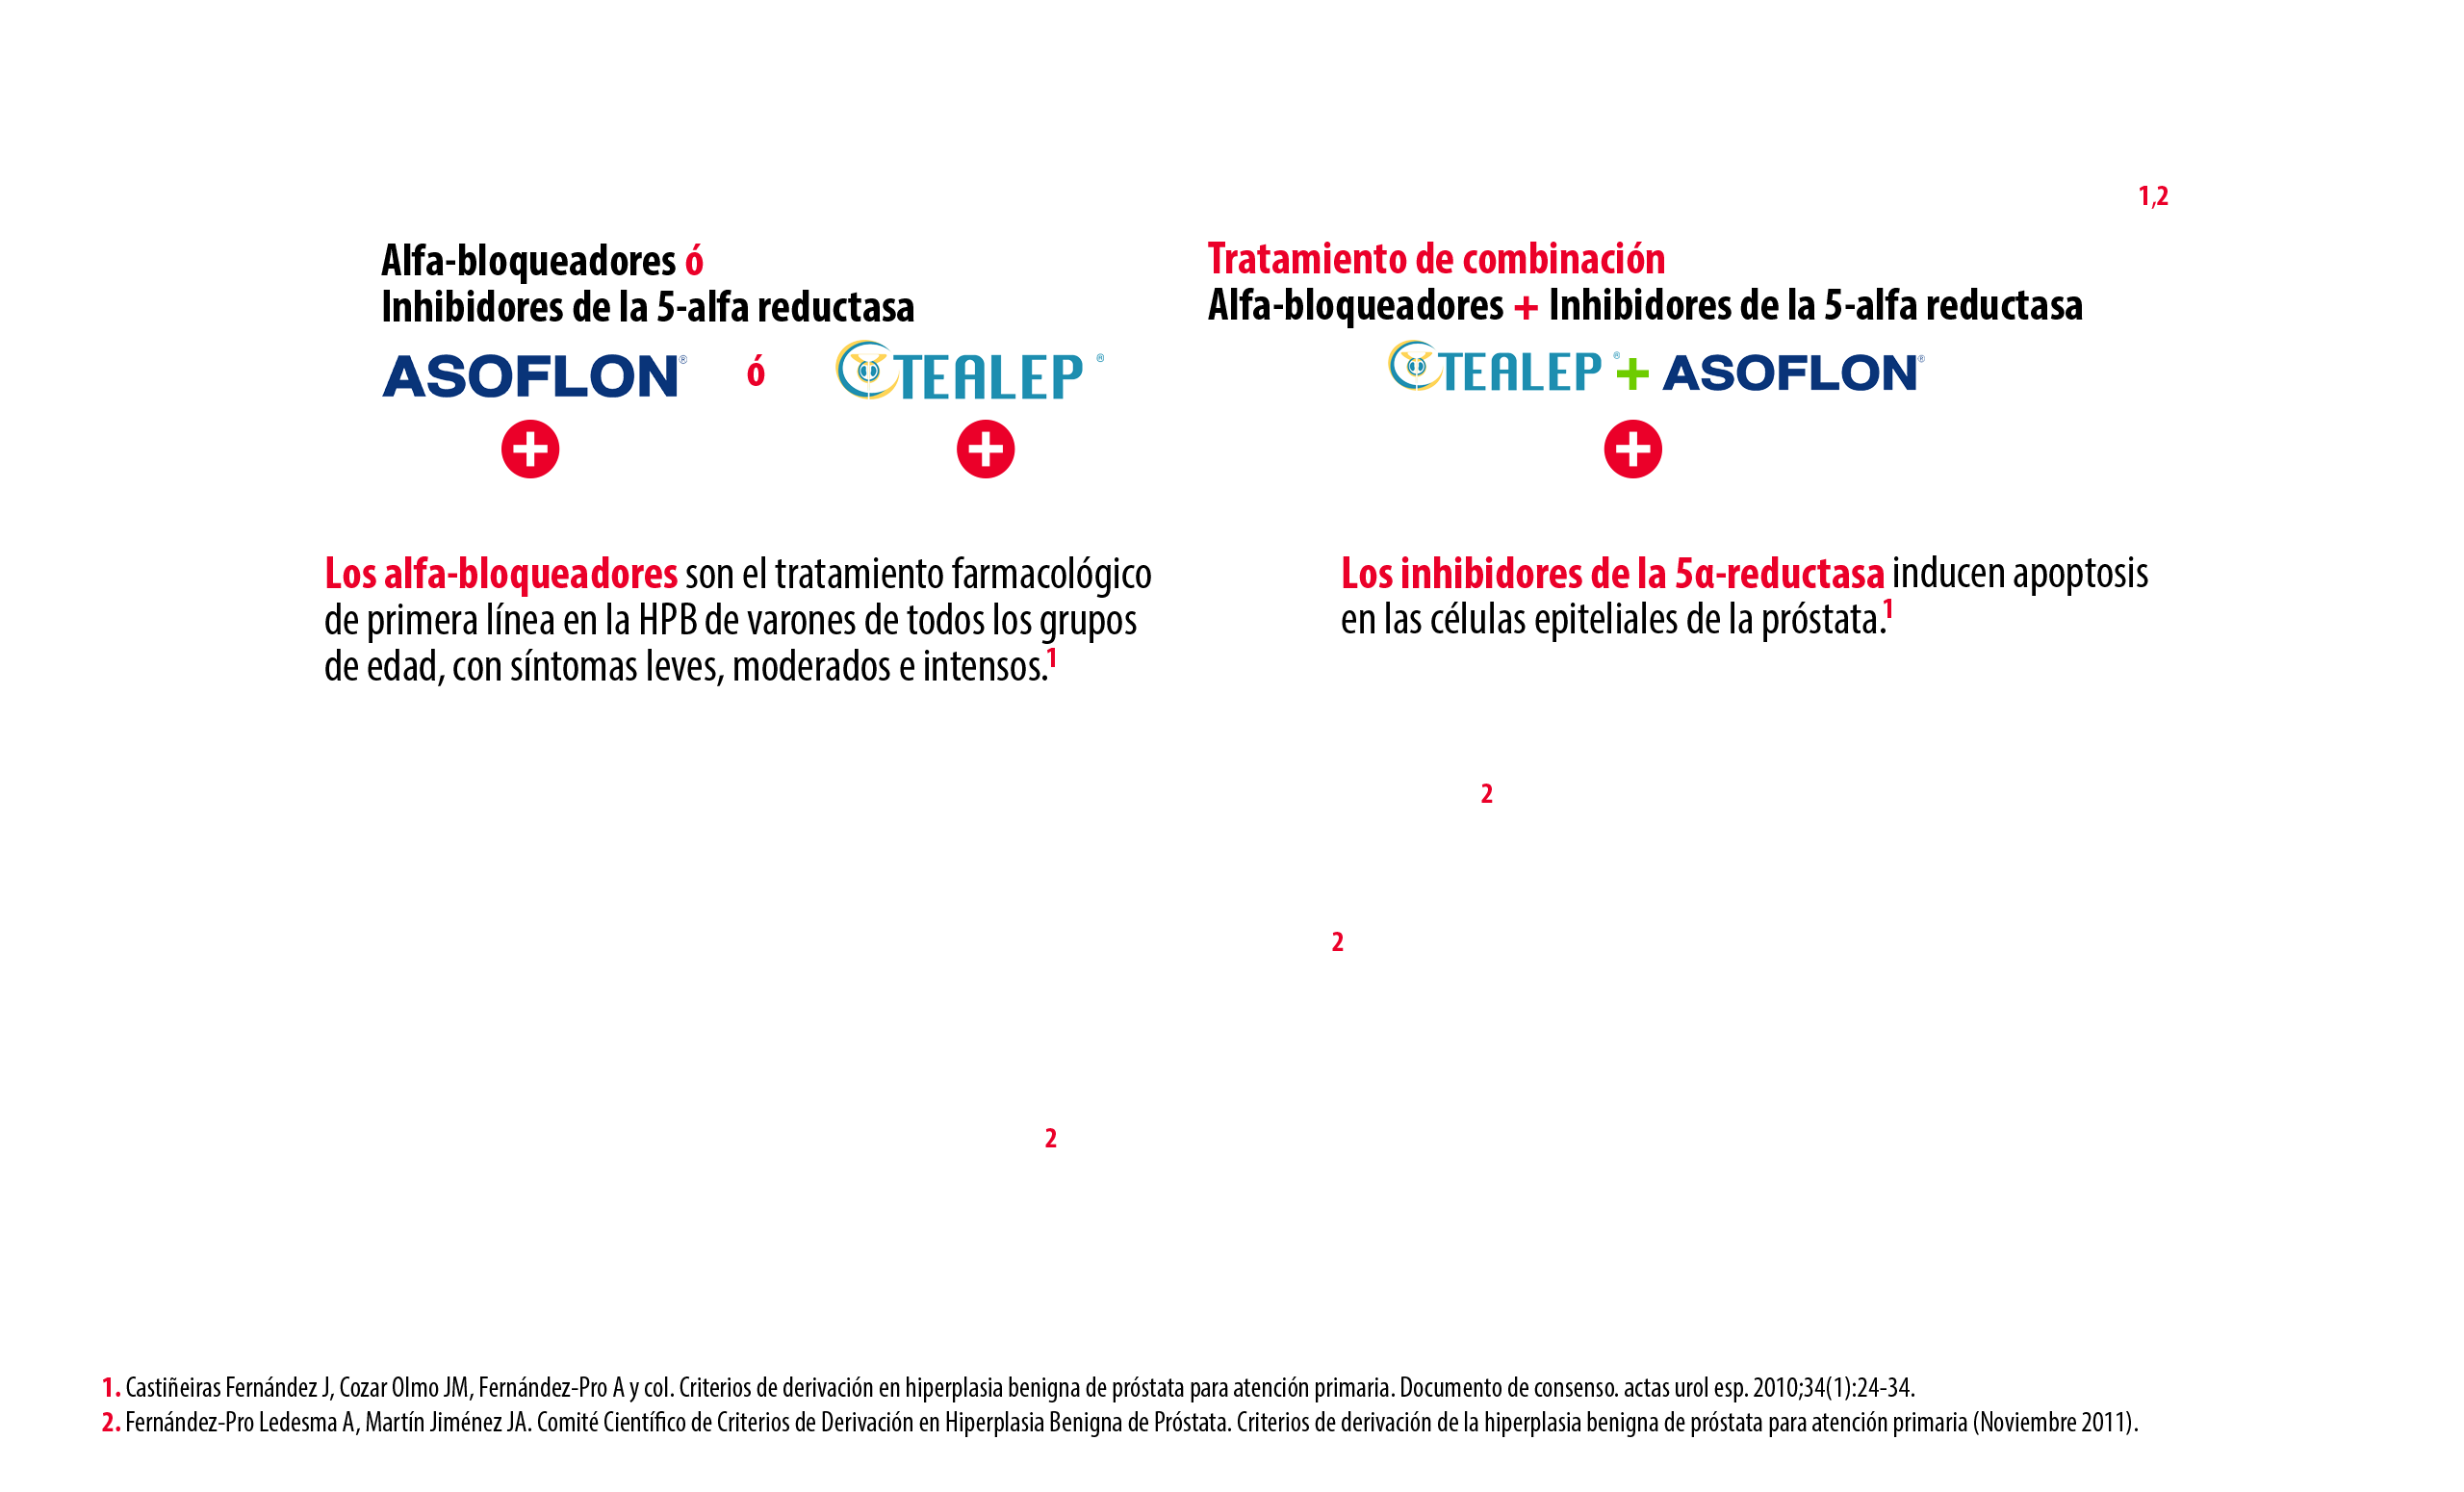 1,2
Alfa-bloqueadores ó
Inhibidores de la 5-alfa reductasa
ASOFLON® ó TEALEP®
Tratamiento de combinación
Alfa-bloqueadores + Inhibidores de la 5-alfa reductasa
TEALEP® + ASOFLON®
Los alfa-bloqueadores son el tratamiento farmacológico
de primera línea en la HPB de varones de todos los grupos
de edad, con síntomas leves, moderados e intensos.1
Los inhibidores de la 5α-reductasa inducen apoptosis
en las células epiteliales de la próstata.1
2
2
2
1. Castiñeiras Fernández J, Cozar Olmo JM, Fernández-Pro A y col. Criterios de derivación en hiperplasia benigna de próstata para atención primaria. Documento de consenso. actas urol esp. 2010;34(1):24-34.
2. Fernández-Pro Ledesma A, Martín Jiménez JA. Comité Científico de Criterios de Derivación en Hiperplasia Benigna de Próstata. Criterios de derivación de la hiperplasia benigna de próstata para atención primaria (Noviembre 2011).